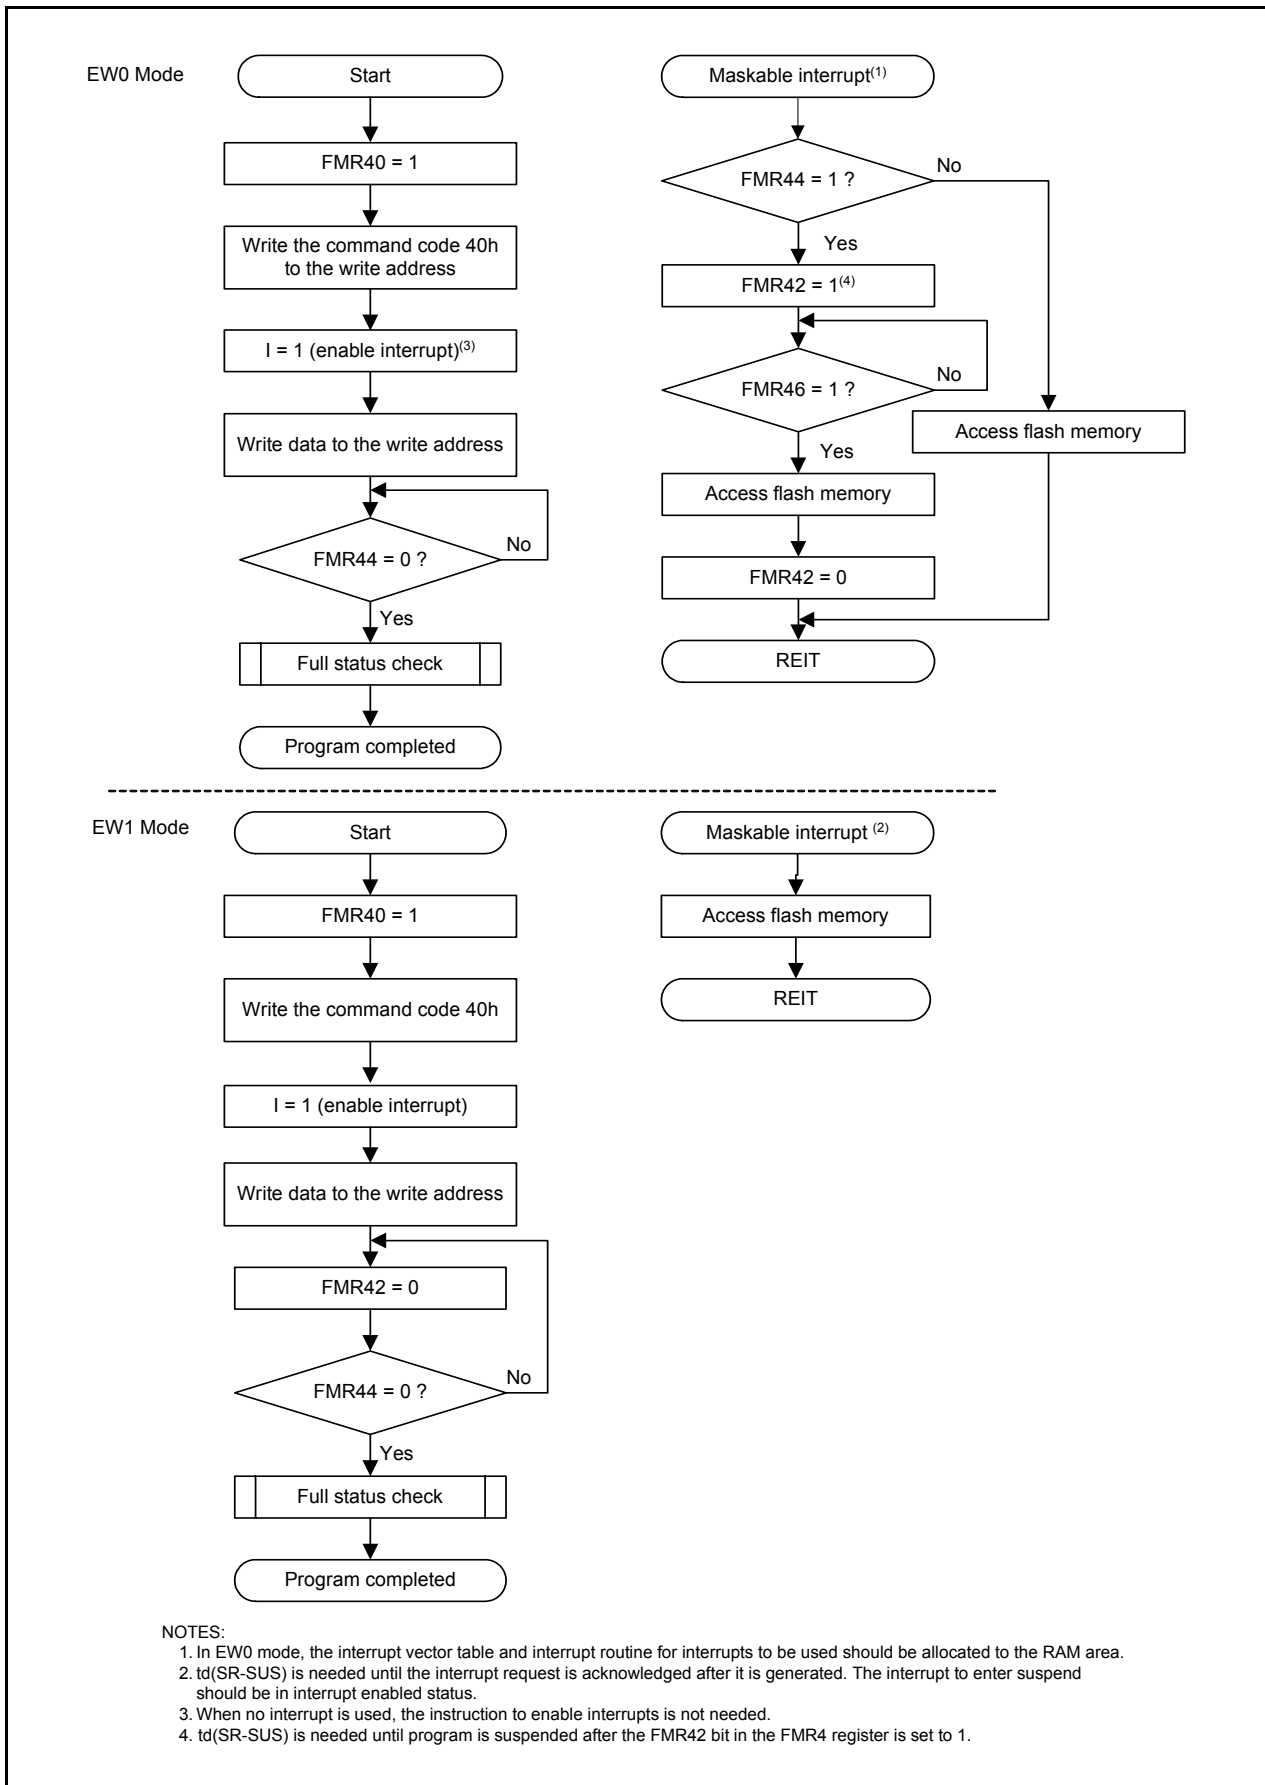 EW0 Mode
Start
FMR40 = 1
Write the command code 40h
to the write address
I = 1 (enable interrupt)(3)
Write data to the write address
FMR44 = 0 ?
No
Yes
Full status check
Program completed
Maskable interrupt(1)
FMR44 = 1 ?
No
Yes
FMR42 = 1(4)
FMR46 = 1 ?
No
Yes
Access flash memory
Access flash memory
FMR42 = 0
REIT
EW1 Mode
Start
FMR40 = 1
Write the command code 40h
I = 1 (enable interrupt)
Write data to the write address
FMR42 = 0
FMR44 = 0 ?
No
Yes
Full status check
Program completed
Maskable interrupt (2)
Access flash memory
REIT
NOTES:
1. In EW0 mode, the interrupt vector table and interrupt routine for interrupts to be used should be allocated to the RAM area.
2. td(SR-SUS) is needed until the interrupt request is acknowledged after it is generated. The interrupt to enter suspend
should be in interrupt enabled status.
3. When no interrupt is used, the instruction to enable interrupts is not needed.
4. td(SR-SUS) is needed until program is suspended after the FMR42 bit in the FMR4 register is set to 1.